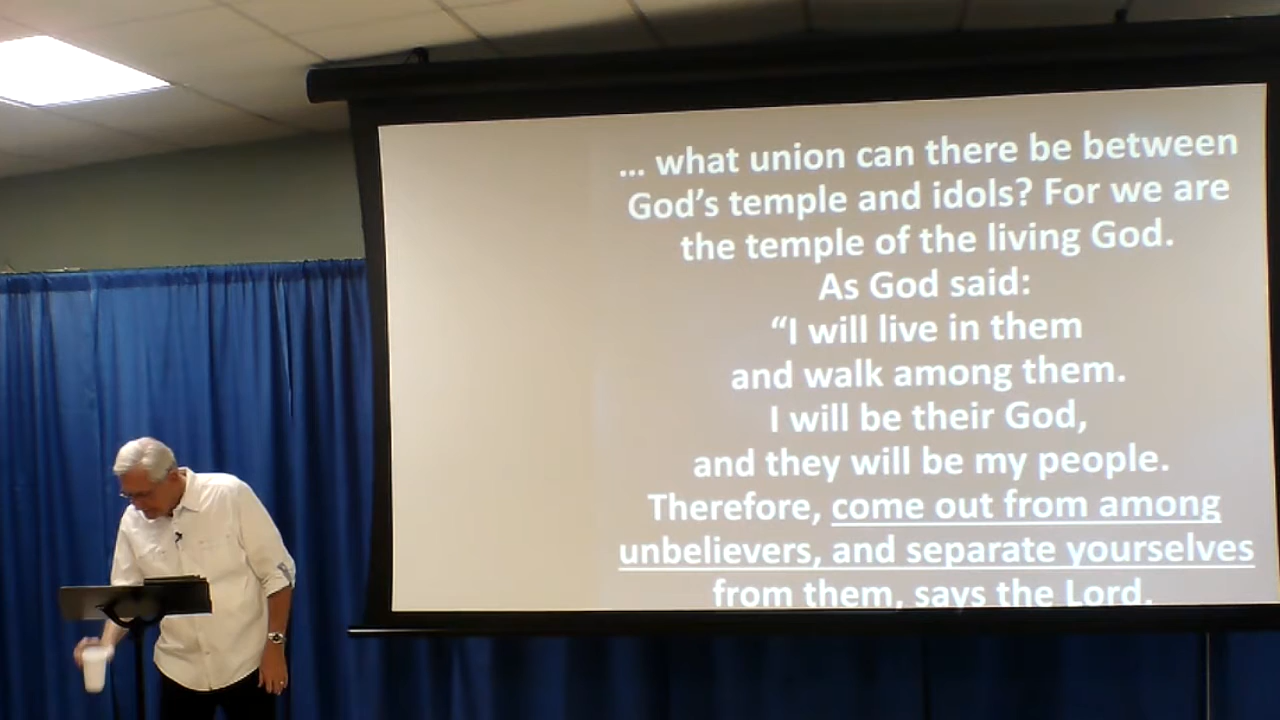 ... what union can there be between
God’s temple and idols? For we are
the temple of the living God.
As God said:
“I will live in them
and walk among them.
I will be their God,
and they will be my people.
Therefore, come out from among
unbelievers, and separate yourselves
from them, says the Lord.